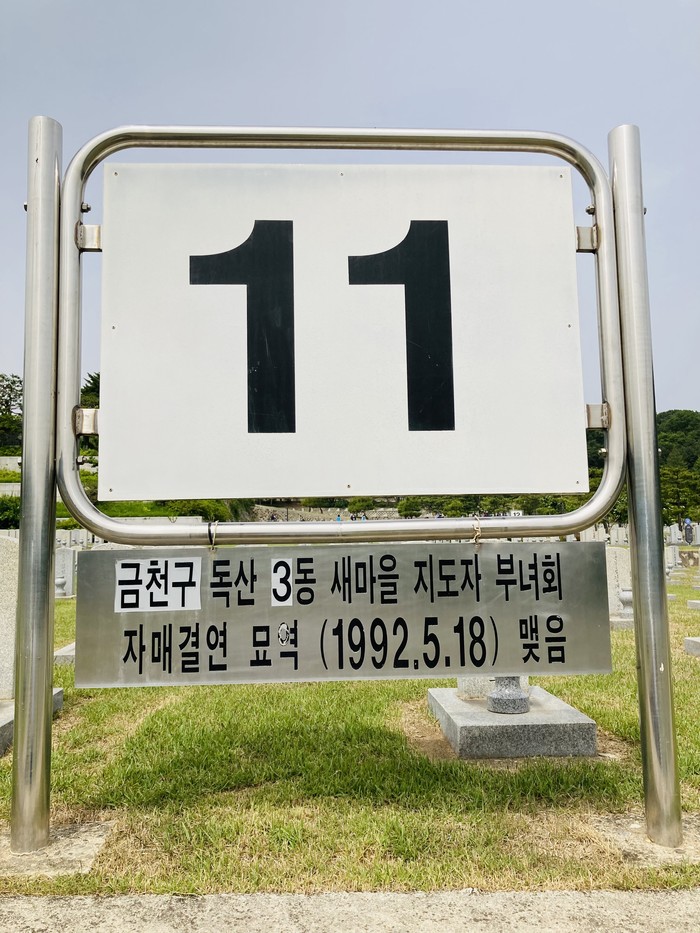 11
금천구 독산 3동 새마을 지도자 부녀회
자매결연 묘역 (1992.5.18) 맺음